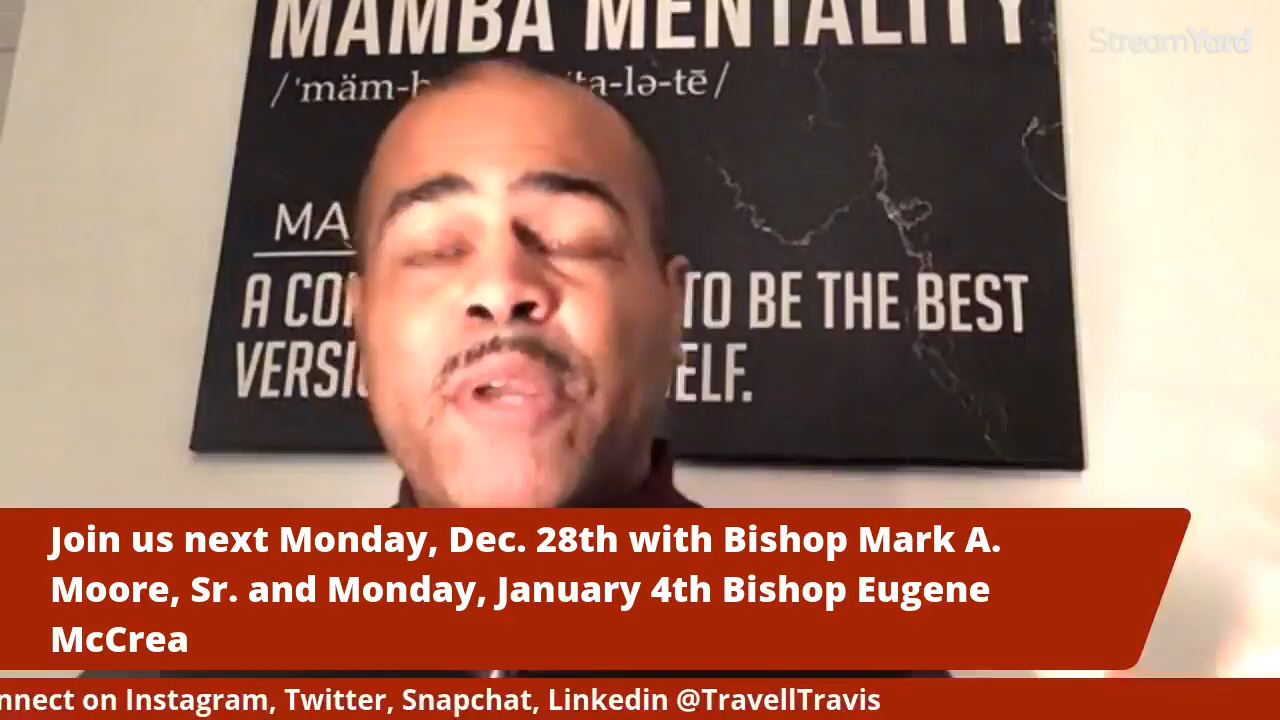 MAMBA MENTALITY
StreamYard
/ˈmäm-b ta-lə-tē/
MA
A CO TO BE THE BEST
VERSI ELF.
Join us next Monday, Dec. 28th with Bishop Mark A.
Moore, Sr. and Monday, January 4th Bishop Eugene
McCrea
nnect on Instagram, Twitter, Snapchat, Linkedin @TravellTravis